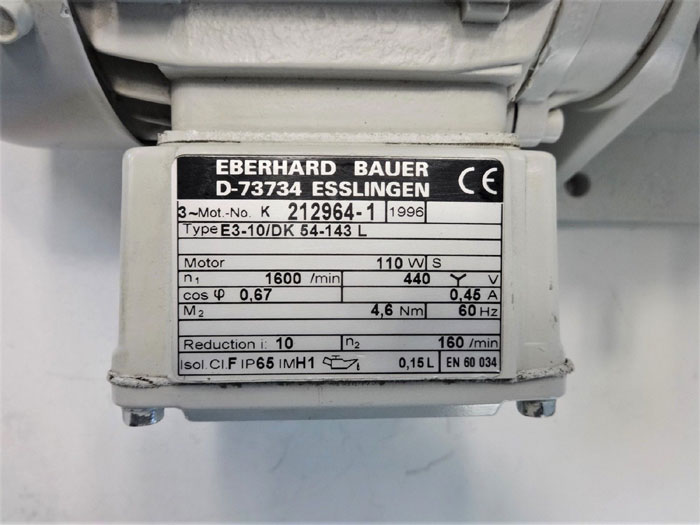 EBERHARD BAUER
D-73734 ESSLINGEN CE
3~Mot.-No. K 212964-1 1996
Type E3-10/DK 54-143 L
Motor 110 W S
n₁ 1600 /min 440 Y V
cos φ 0,67 0,45 A
M₂ 4,6 Nm 60 Hz
Reduction i: 10 n₂ 160 /min
Isol.Cl.F IP65 IMH1 0,15 L EN 60 034